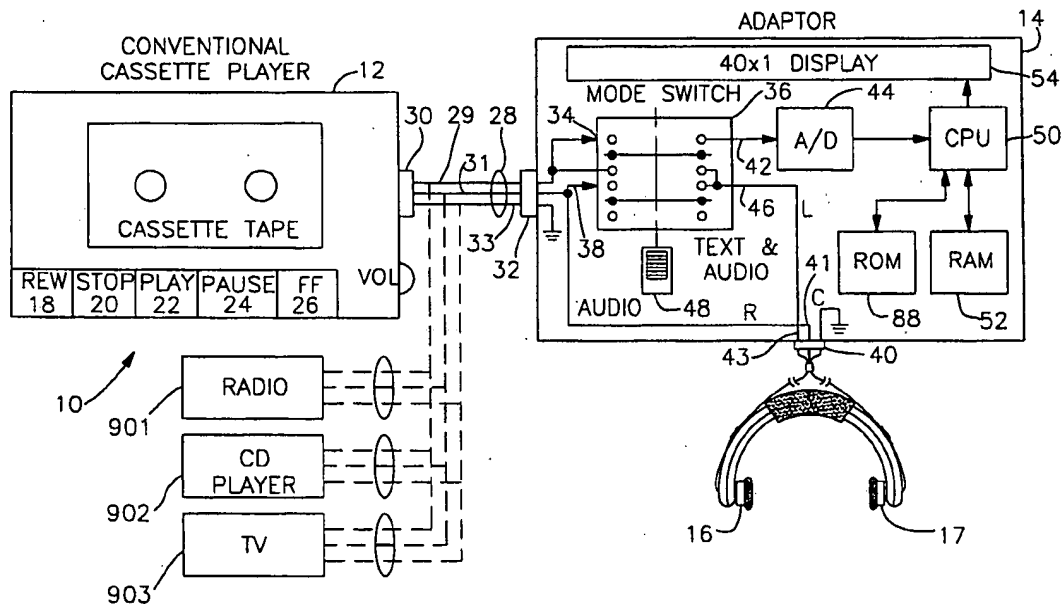 ADAPTOR
14
CONVENTIONAL
CASSETTE PLAYER
12
40x1 DISPLAY
54
MODE SWITCH
36
44
30
29
28
34
A/D
CPU
50
31
42
CASSETTE TAPE
33
32
38
46
L
TEXT &
AUDIO
ROM
RAM
VOL
REW
18
STOP
20
PLAY
22
PAUSE
24
FF
26
AUDIO
48
R
41
C
88
52
43
40
10
RADIO
901
CD
PLAYER
902
16
17
TV
903